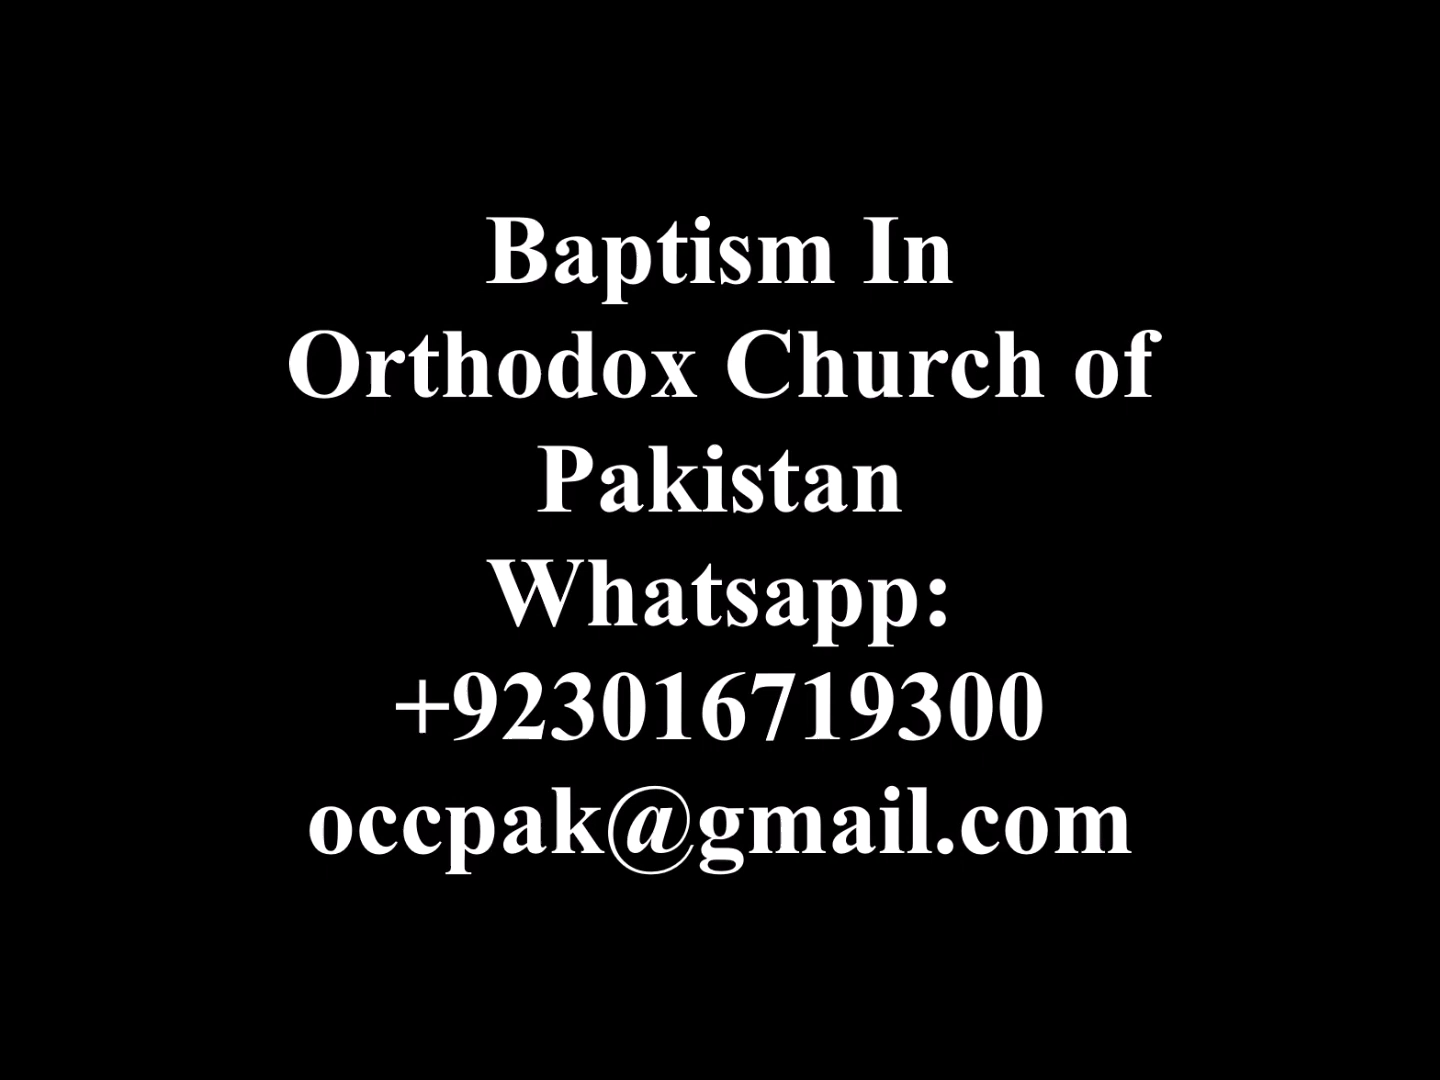 Baptism In
Orthodox Church of
Pakistan
Whatsapp:
+923016719300
occpak@gmail.com